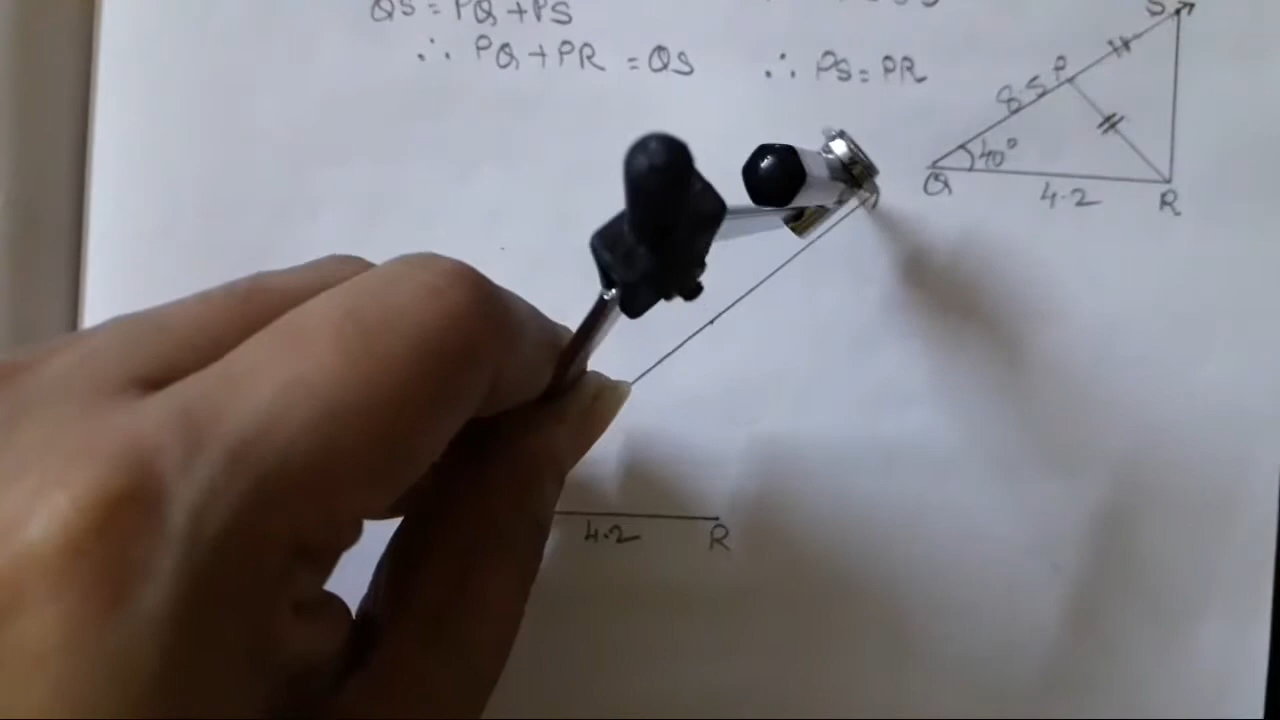 QS = PQ + PS
∴ PQ + PR = QS ∴ PS = PR
S
P
8.5
40°
Q
4.2
R
4.2
R